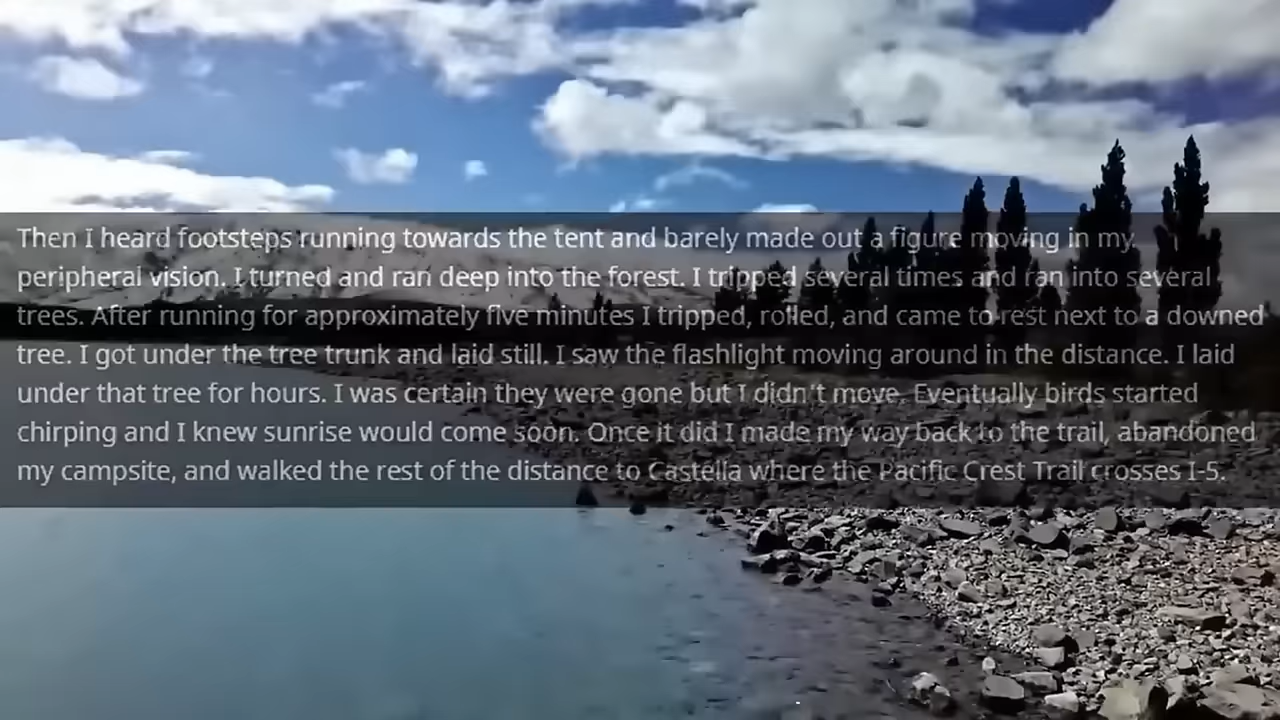 Then I heard footsteps running towards the tent and barely made out a figure moving in my
peripheral vision. I turned and ran deep into the forest. I tripped several times and ran into several
trees. After running for approximately five minutes I tripped, rolled, and came to rest next to a downed
tree. I got under the tree trunk and laid still. I saw the flashlight moving around in the distance. I laid
under that tree for hours. I was certain they were gone but I didn't move. Eventually birds started
chirping and I knew sunrise would come soon. Once it did I made my way back to the trail, abandoned
my campsite, and walked the rest of the distance to Castella where the Pacific Crest Trail crosses I-5.